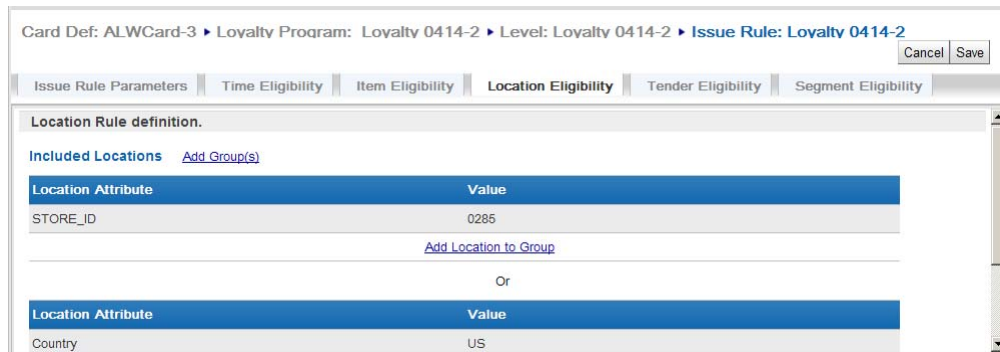 Card Def: ALWCard-3 ▸ Loyalty Program: Loyalty 0414-2 ▸ Level: Loyalty 0414-2 ▸ Issue Rule: Loyalty 0414-2
Cancel Save
Issue Rule Parameters Time Eligibility Item Eligibility Location Eligibility Tender Eligibility Segment Eligibility
Location Rule definition.
Included Locations Add Group(s)
Location Attribute Value
STORE_ID 0285
Add Location to Group
Or
Location Attribute Value
Country US